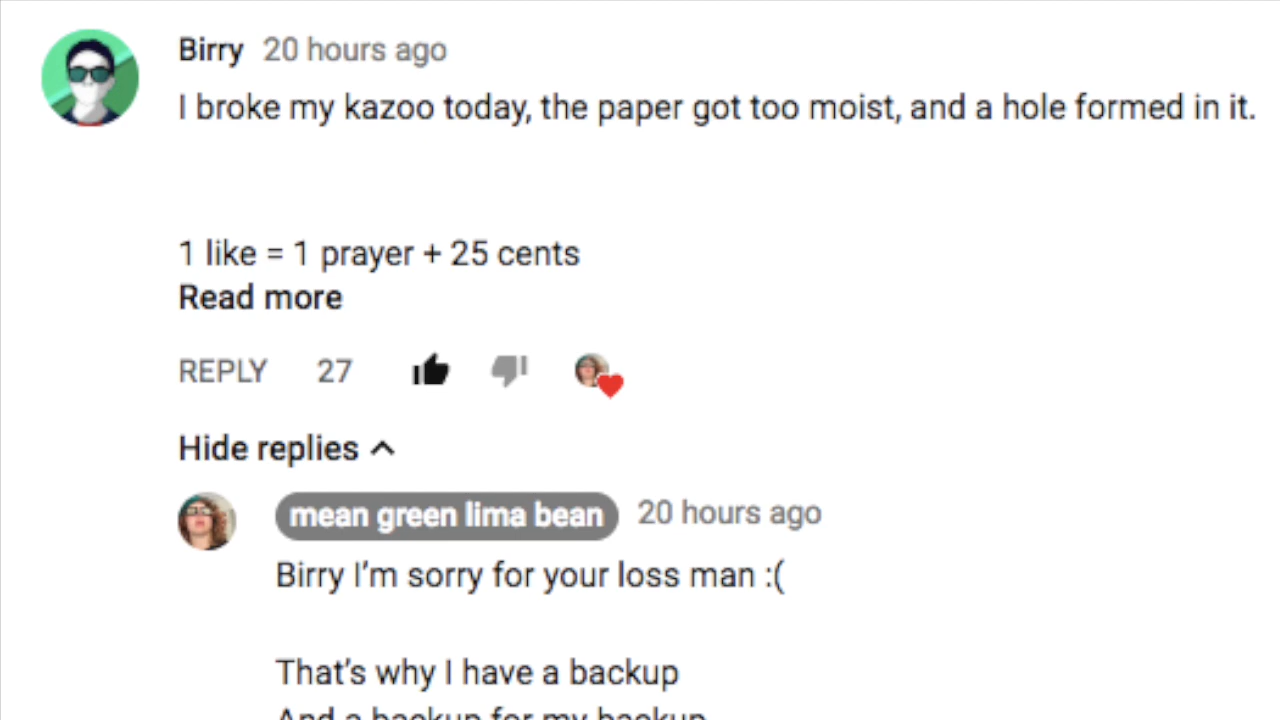 Birry 20 hours ago
I broke my kazoo today, the paper got too moist, and a hole formed in it.
1 like = 1 prayer + 25 cents
Read more
REPLY 27
Hide replies
mean green lima bean 20 hours ago
Birry I'm sorry for your loss man :(
That's why I have a backup
And a backup for my backup